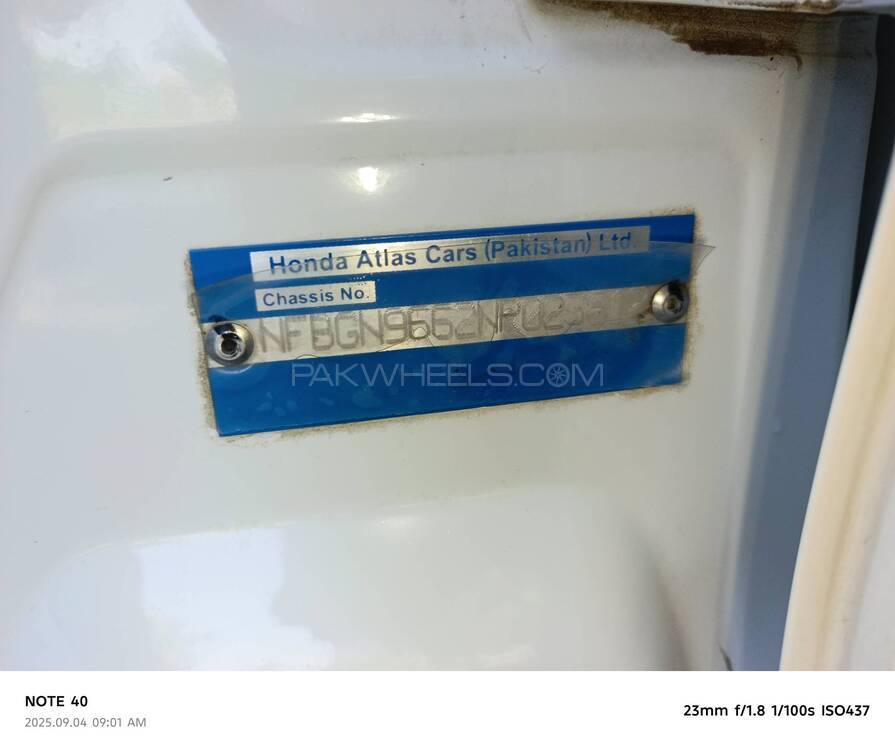 Honda Atlas Cars (Pakistan) Ltd.
Chassis No.
PAKWHEELS.COM
NOTE 40
2025.09.04 09:01 AM
23mm f/1.8 1/100s ISO437